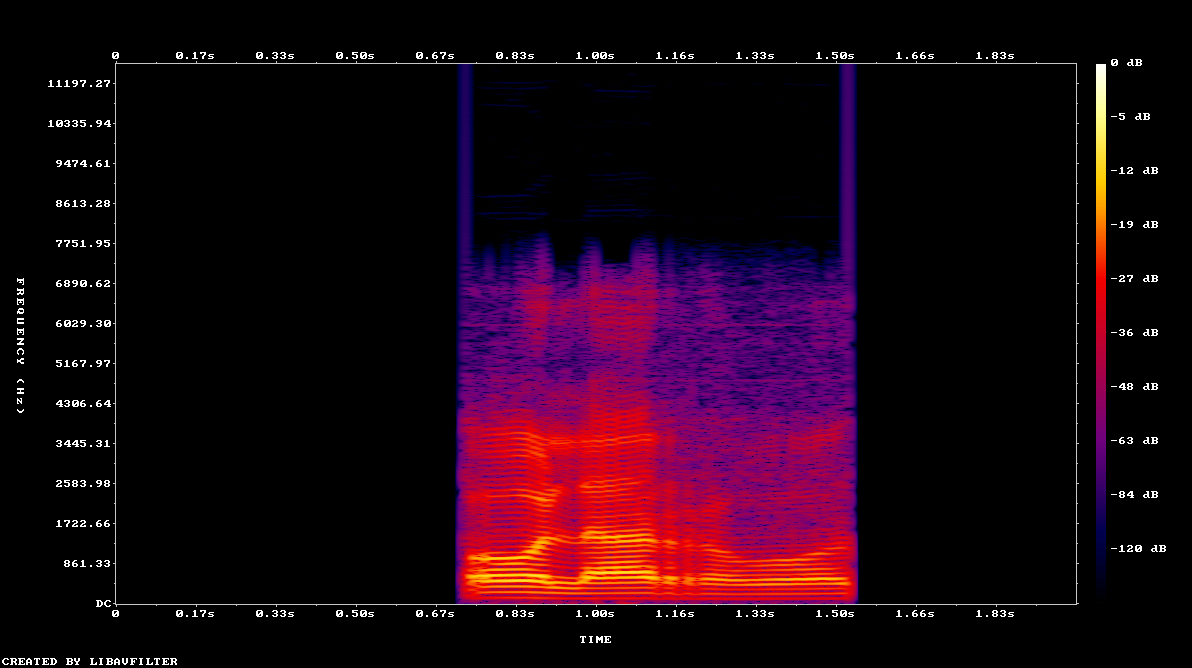 0 0.17s 0.33s 0.50s 0.67s 0.83s 1.00s 1.16s 1.33s 1.50s 1.66s 1.83s
0 dB
11197.27
-5 dB
10335.94
9474.61
-12 dB
8613.28
-19 dB
7751.95
-27 dB
6890.62
6029.30
-36 dB
5167.97
-48 dB
4306.64
3445.31
-63 dB
2583.98
-84 dB
1722.66
-120 dB
861.33
DC
FREQUENCY (Hz)
0 0.17s 0.33s 0.50s 0.67s 0.83s 1.00s 1.16s 1.33s 1.50s 1.66s 1.83s
TIME
CREATED BY LIBAVFILTER